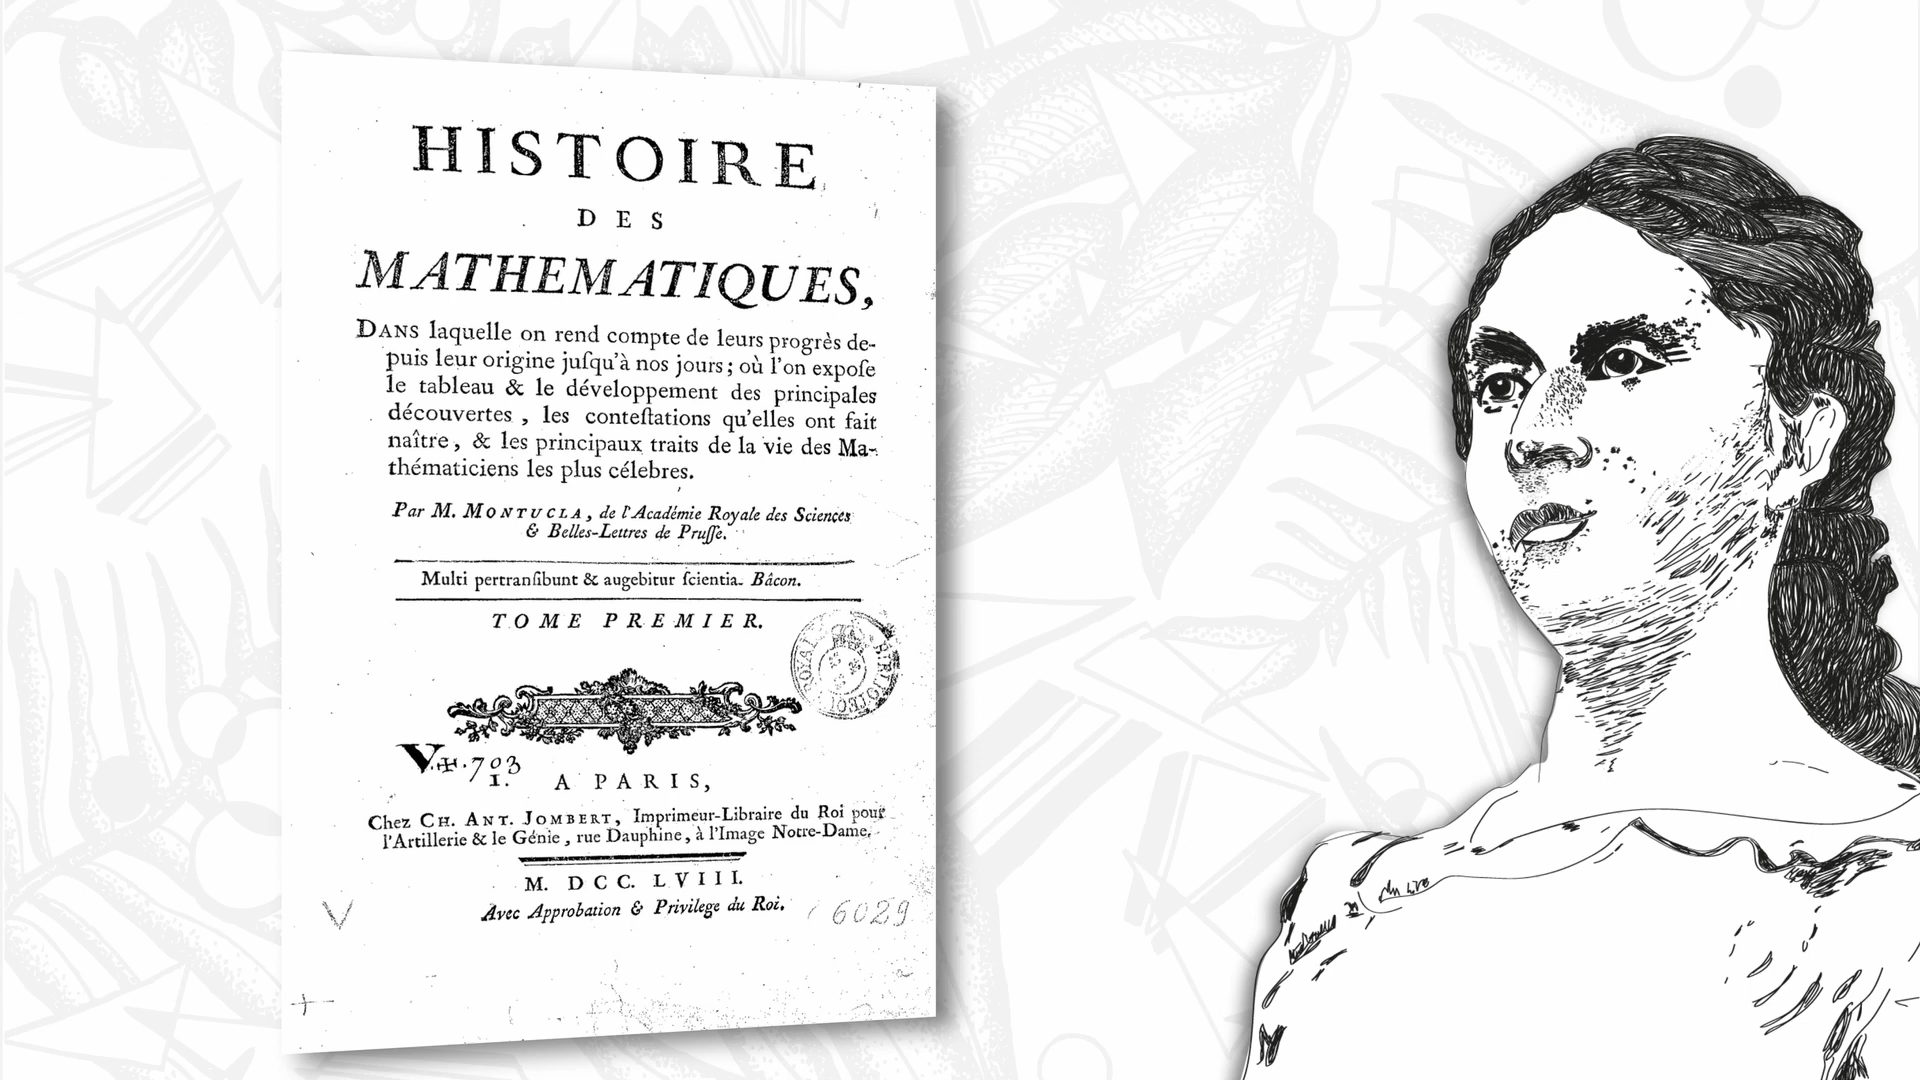 HISTOIRE
DES
MATHEMATIQUES,
DANS laquelle on rend compte de leurs progrès de-
puis leur origine juſqu'à nos jours ; où l'on expoſe
le tableau & le développement des principales
découvertes , les conteſtations qu'elles ont fait
naître , & les principaux traits de la vie des Ma-
thématiciens les plus célebres.
Par M. MONTUCLA, de l'Académie Royale des Sciences
& Belles-Lettres de Pruſſe.
Multi pertranſibunt & augebitur ſcientia. Bâcon.
TOME PREMIER.
V.703
1.
A PARIS,
Chez CH. ANT. JOMBERT, Imprimeur-Libraire du Roi pour
l'Artillerie & le Génie , rue Dauphine, à l'Image Notre-Dame.
M. DCC. LVIII.
Avec Approbation & Privilege du Roi.
6029